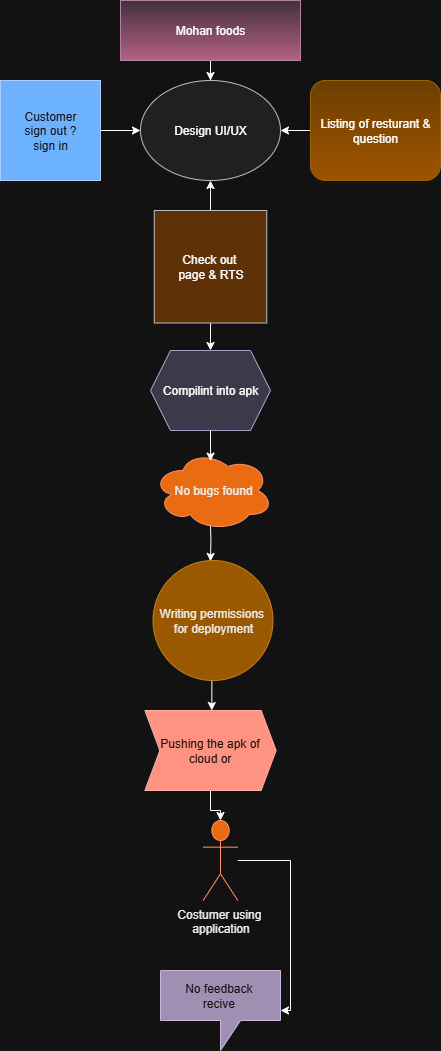 Mohan foods
Customer
sign out ?
sign in
Design UI/UX
Listing of resturant &
question
Check out
page & RTS
Compilint into apk
No bugs found
Writing permissions
for deployment
Pushing the apk of
cloud or
Costumer using
application
No feedback
recive